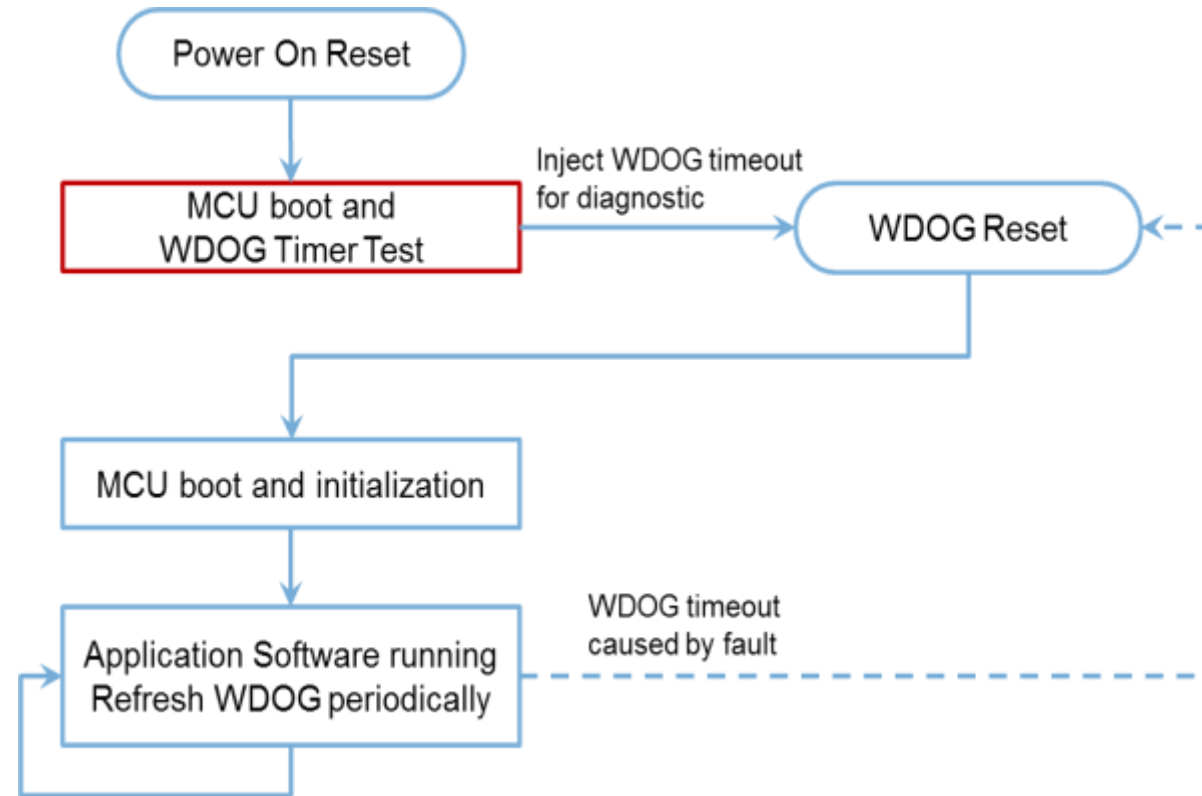 Power On Reset
Inject WDOG timeout
for diagnostic
MCU boot and
WDOG Timer Test
WDOG Reset
MCU boot and initialization
WDOG timeout
caused by fault
Application Software running
Refresh WDOG periodically